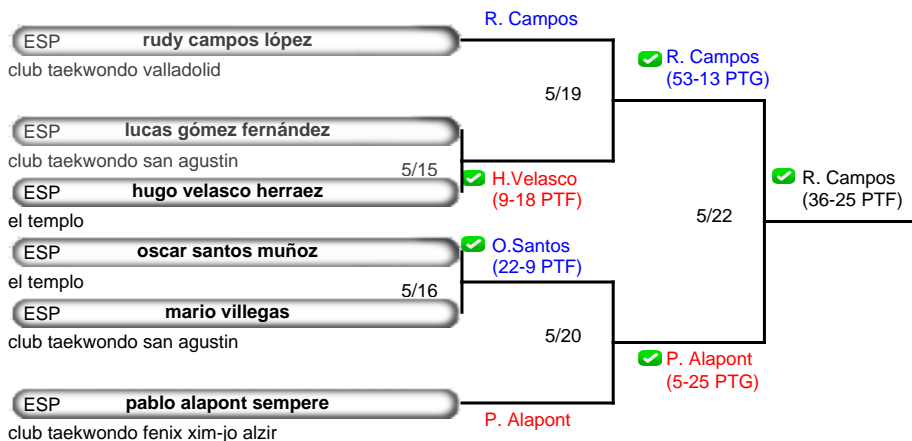 R. Campos
ESP rudy campos lópez
club taekwondo valladolid
R. Campos
(53-13 PTG)
5/19
ESP lucas gómez fernández
club taekwondo san agustin
5/15
H.Velasco
(9-18 PTF)
ESP hugo velasco herraez
el templo
R. Campos
(36-25 PTF)
5/22
ESP oscar santos muñoz
el templo
O.Santos
(22-9 PTF)
5/16
ESP mario villegas
club taekwondo san agustin
5/20
P. Alapont
(5-25 PTG)
ESP pablo alapont sempere
P. Alapont
club taekwondo fenix xim-jo alzir